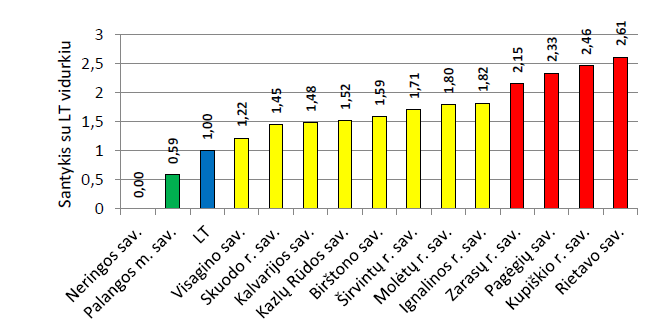 Santykis su LT vidurkiu
3
2,5
2
1,5
1
0,5
0
0,00
0,59
1,00
1,22
1,45
1,48
1,52
1,59
1,71
1,80
1,82
2,15
2,33
2,46
2,61
Neringos sav.
Palangos m. sav.
LT
Visagino sav.
Skuodo r. sav.
Kalvarijos sav.
Kazlų Rūdos sav.
Birštono sav.
Širvintų r. sav.
Molėtų r. sav.
Ignalinos r. sav.
Zarasų r. sav.
Pagėgių sav.
Kupiškio r. sav.
Rietavo sav.